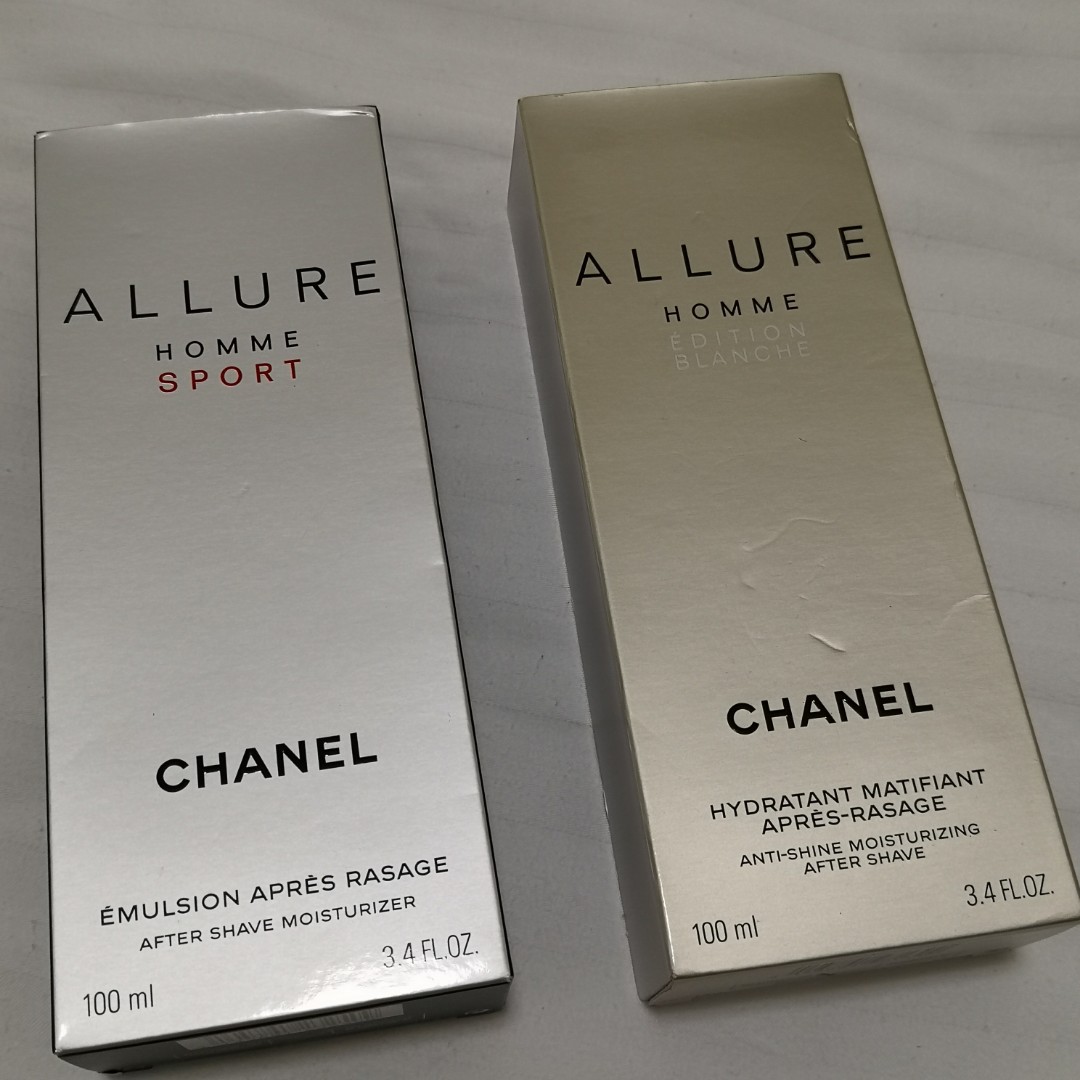 ALLURE
HOMME
SPORT
CHANEL
ÉMULSION APRÈS RASAGE
AFTER SHAVE MOISTURIZER
3.4 FL.OZ.
100 ml
ALLURE
HOMME
ÉDITION
BLANCHE
CHANEL
HYDRATANT MATIFIANT
APRÈS-RASAGE
ANTI-SHINE MOISTURIZING
AFTER SHAVE
3.4 FL.OZ.
100 ml